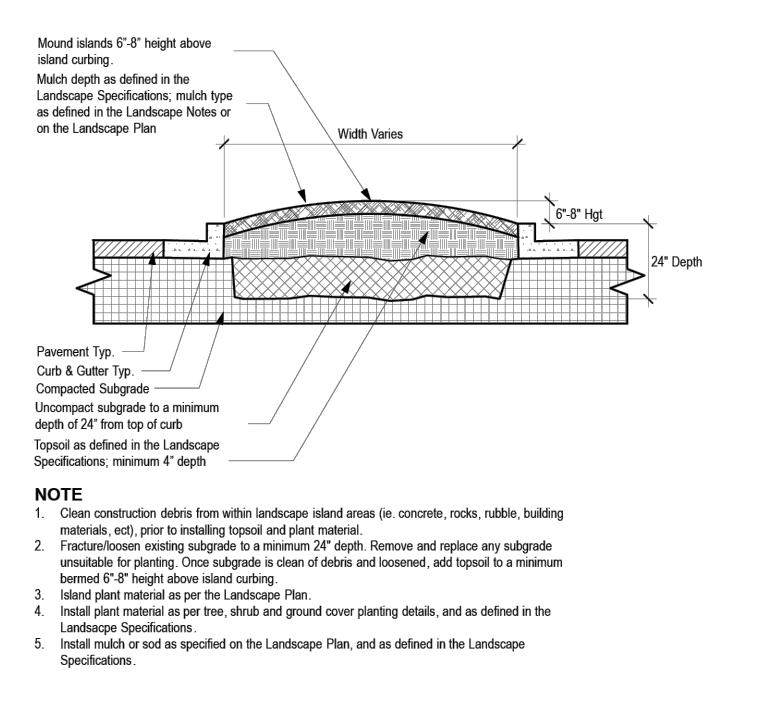 Mound islands 6"-8" height above
island curbing.
Mulch depth as defined in the
Landscape Specifications; mulch type
as defined in the Landscape Notes or
on the Landscape Plan
Width Varies
6"-8" Hgt
24" Depth
Pavement Typ.
Curb & Gutter Typ.
Compacted Subgrade
Uncompact subgrade to a minimum
depth of 24" from top of curb
Topsoil as defined in the Landscape
Specifications; minimum 4" depth
NOTE
1. Clean construction debris from within landscape island areas (ie. concrete, rocks, rubble, building
materials, ect), prior to installing topsoil and plant material.
2. Fracture/loosen existing subgrade to a minimum 24" depth. Remove and replace any subgrade
unsuitable for planting. Once subgrade is clean of debris and loosened, add topsoil to a minimum
bermed 6"-8" height above island curbing.
3. Island plant material as per the Landscape Plan.
4. Install plant material as per tree, shrub and ground cover planting details, and as defined in the
Landsacpe Specifications.
5. Install mulch or sod as specified on the Landscape Plan, and as defined in the Landscape
Specifications.